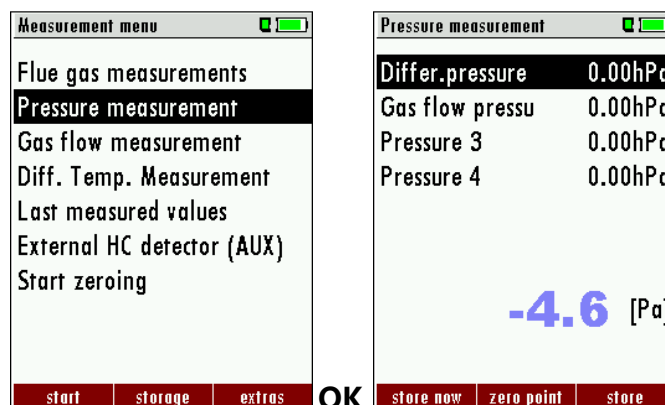 Measurement menu
Flue gas measurements
Pressure measurement
Gas flow measurement
Diff. Temp. Measurement
Last measured values
External HC detector (AUX)
Start zeroing
start storage extras
OK
Pressure measurement
Differ.pressure 0.00hPa
Gas flow pressu 0.00hPa
Pressure 3 0.00hPa
Pressure 4 0.00hPa
-4.6 [Pa]
store now zero point store